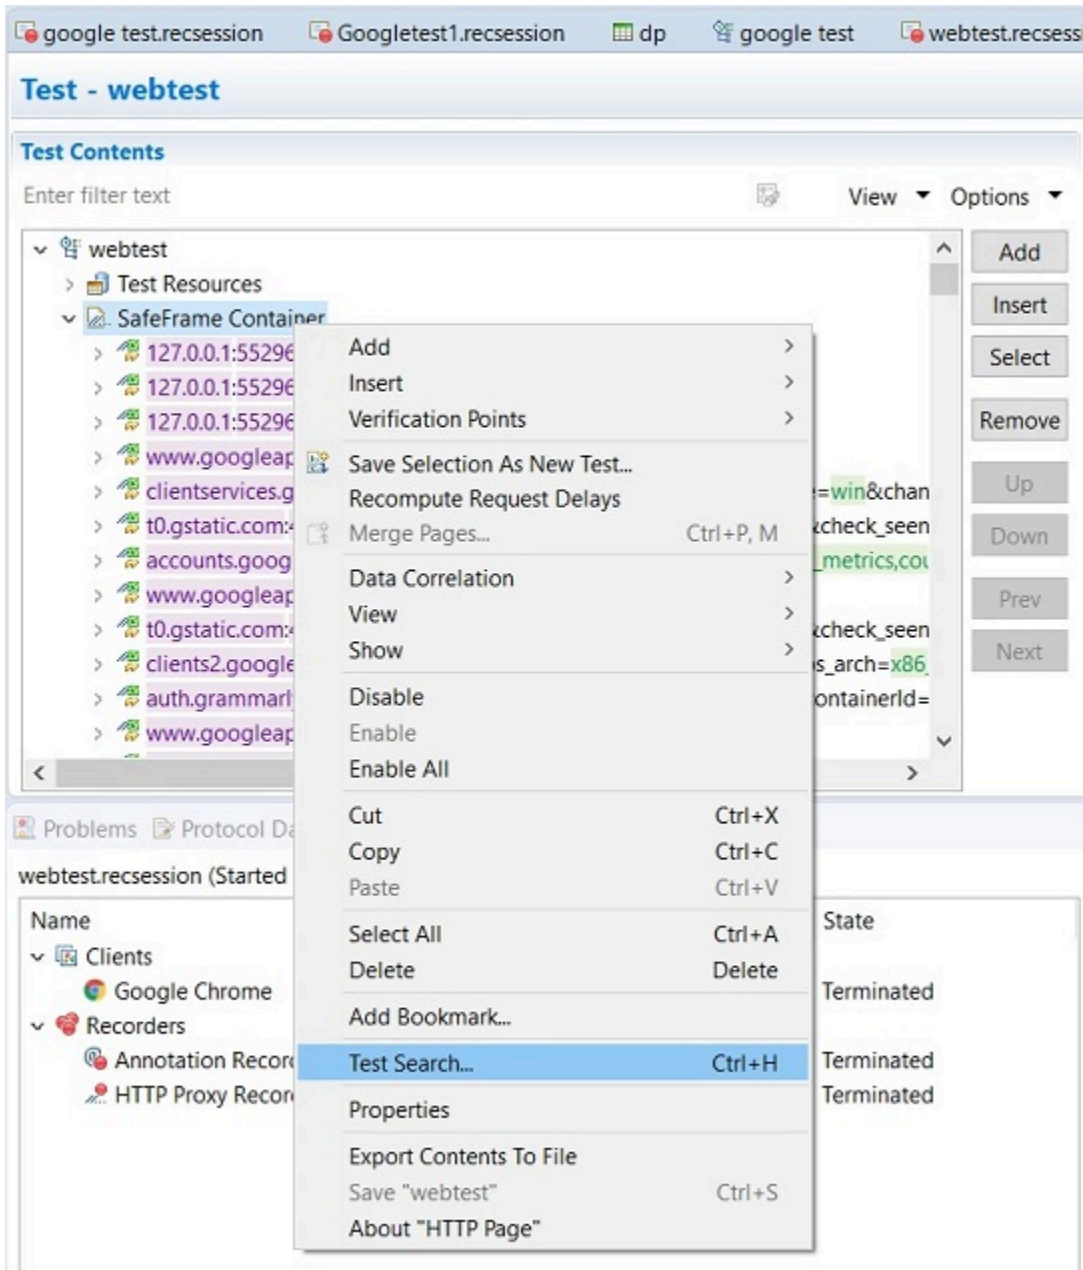 google test.recsession Googletest1.recsession dp google test webtest.recsess
Test - webtest
Test Contents
Enter filter text View Options
webtest
Test Resources
SafeFrame Container
127.0.0.1:55296
127.0.0.1:55296
127.0.0.1:55296
www.googleap
clientservices.g =win&chan
t0.gstatic.com: &check_seen
accounts.goog _metrics,cou
www.googleap
t0.gstatic.com: &check_seen
clients2.google s_arch=x86_
auth.grammarl ontainerId=
www.googleap
Add
Insert
Select
Remove
Up
Down
Prev
Next
Add
Insert
Verification Points
Save Selection As New Test...
Recompute Request Delays
Merge Pages... Ctrl+P, M
Data Correlation
View
Show
Disable
Enable
Enable All
Cut Ctrl+X
Copy Ctrl+C
Paste Ctrl+V
Select All Ctrl+A
Delete Delete
Add Bookmark...
Test Search... Ctrl+H
Properties
Export Contents To File
Save "webtest" Ctrl+S
About "HTTP Page"
Problems Protocol Da
webtest.recsession (Started
Name State
Clients
Google Chrome Terminated
Recorders
Annotation Recor Terminated
HTTP Proxy Recor Terminated